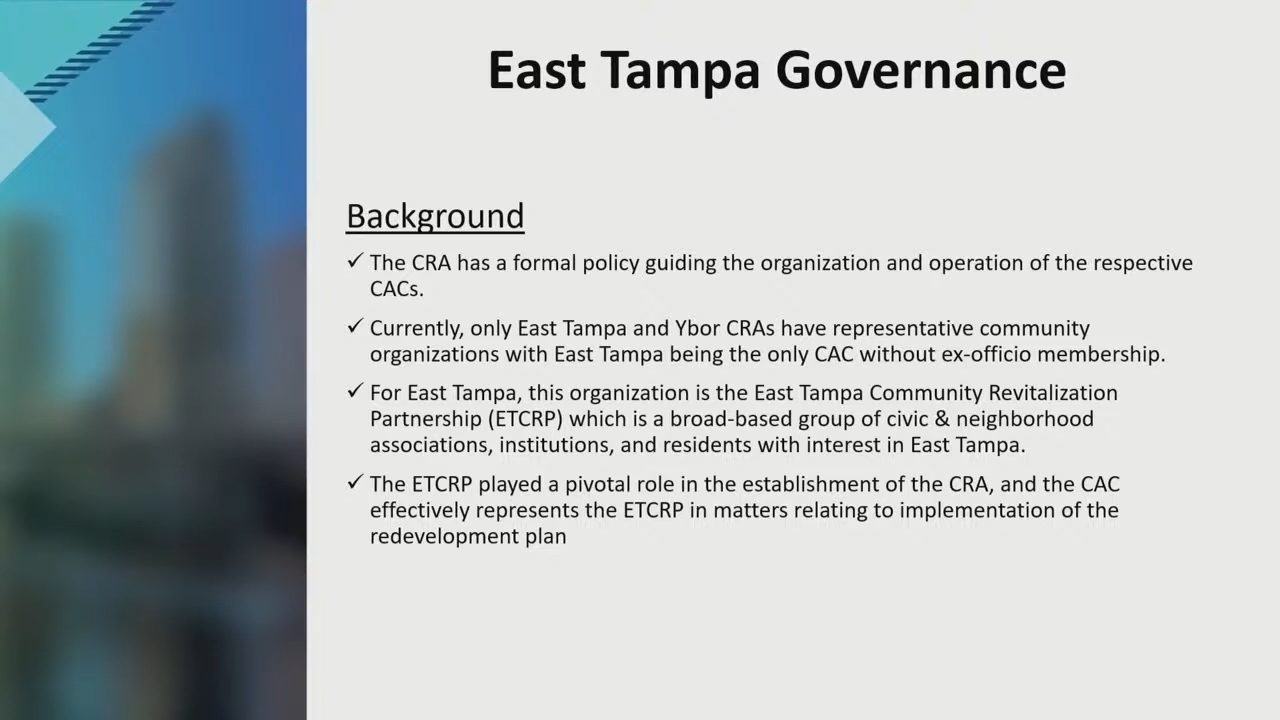 East Tampa Governance
Background
✓ The CRA has a formal policy guiding the organization and operation of the respective
CACs.
✓ Currently, only East Tampa and Ybor CRAs have representative community
organizations with East Tampa being the only CAC without ex-officio membership.
✓ For East Tampa, this organization is the East Tampa Community Revitalization
Partnership (ETCRP) which is a broad-based group of civic & neighborhood
associations, institutions, and residents with interest in East Tampa.
✓ The ETCRP played a pivotal role in the establishment of the CRA, and the CAC
effectively represents the ETCRP in matters relating to implementation of the
redevelopment plan